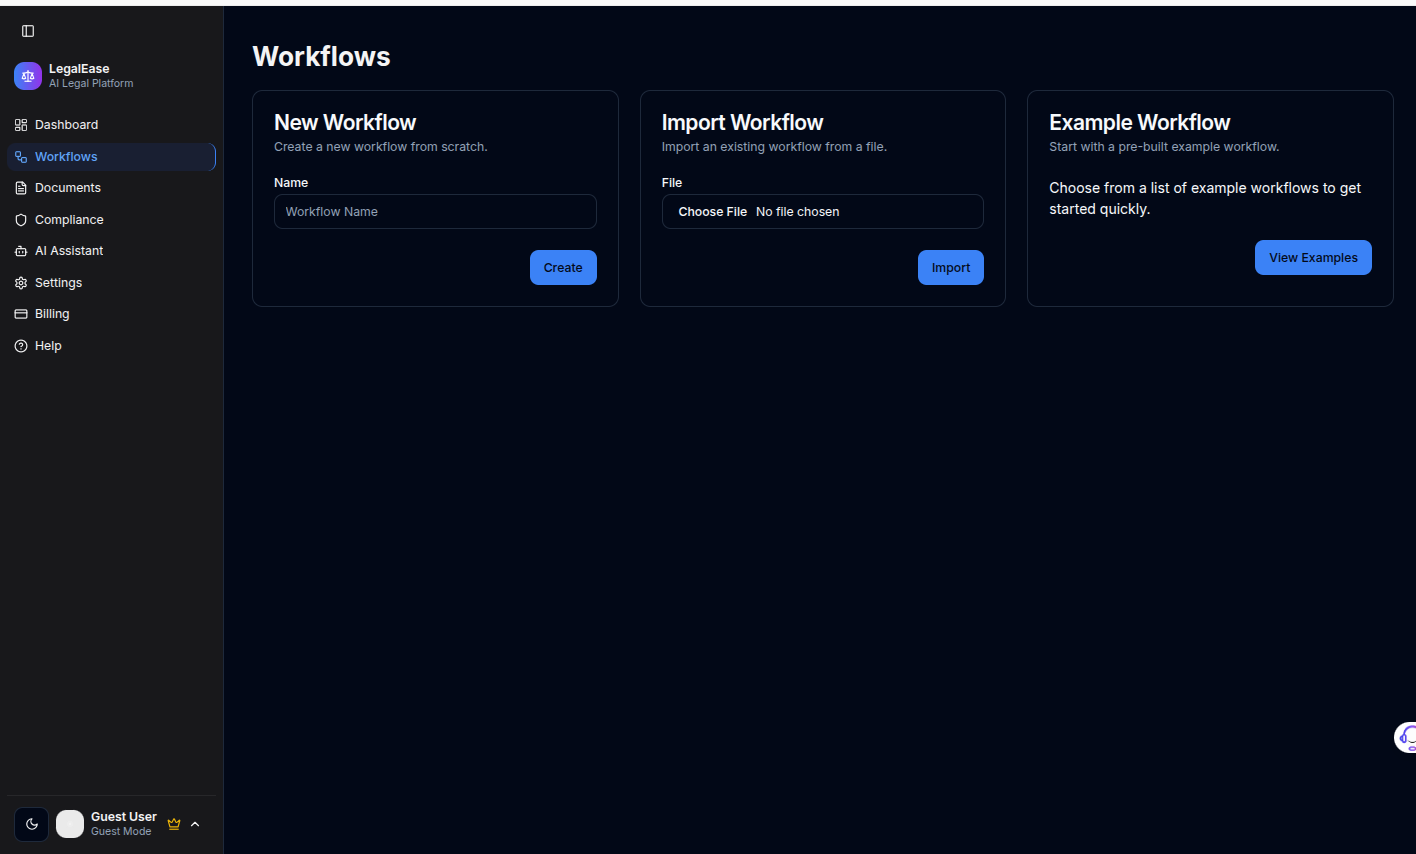 LegalEase
AI Legal Platform
Dashboard
Workflows
Documents
Compliance
AI Assistant
Settings
Billing
Help
Guest User
Guest Mode
Workflows
New Workflow
Create a new workflow from scratch.
Name
Workflow Name
Create
Import Workflow
Import an existing workflow from a file.
File
Choose File No file chosen
Import
Example Workflow
Start with a pre-built example workflow.
Choose from a list of example workflows to get
started quickly.
View Examples